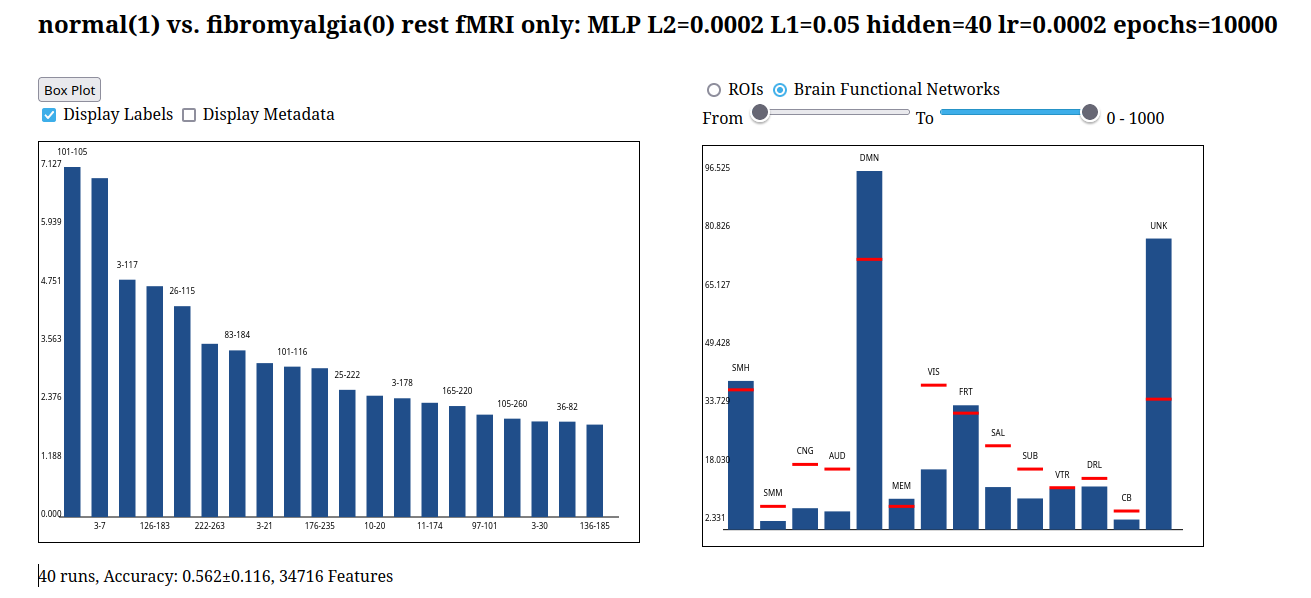 normal(1) vs. fibromyalgia(0) rest fMRI only: MLP L2=0.0002 L1=0.05 hidden=40 lr=0.0002 epochs=10000
Box Plot
Display Labels Display Metadata
ROIs Brain Functional Networks
From To 0 - 1000
101-105
7.127
5.939
3-117
4.751
26-115
3.563
83-184
101-116
25-222
2.376
3-178
165-220
105-260
36-82
1.188
0.000
3-7 126-183 222-263 3-21 176-235 10-20 11-174 97-101 3-30 136-185
DMN
96.525
80.826
UNK
65.127
49.428
SMH
VIS
FRT
33.729
SAL
CNG
AUD
SUB
18.030
DRL
VTR
MEM
SMM
CB
2.331
40 runs, Accuracy: 0.562±0.116, 34716 Features